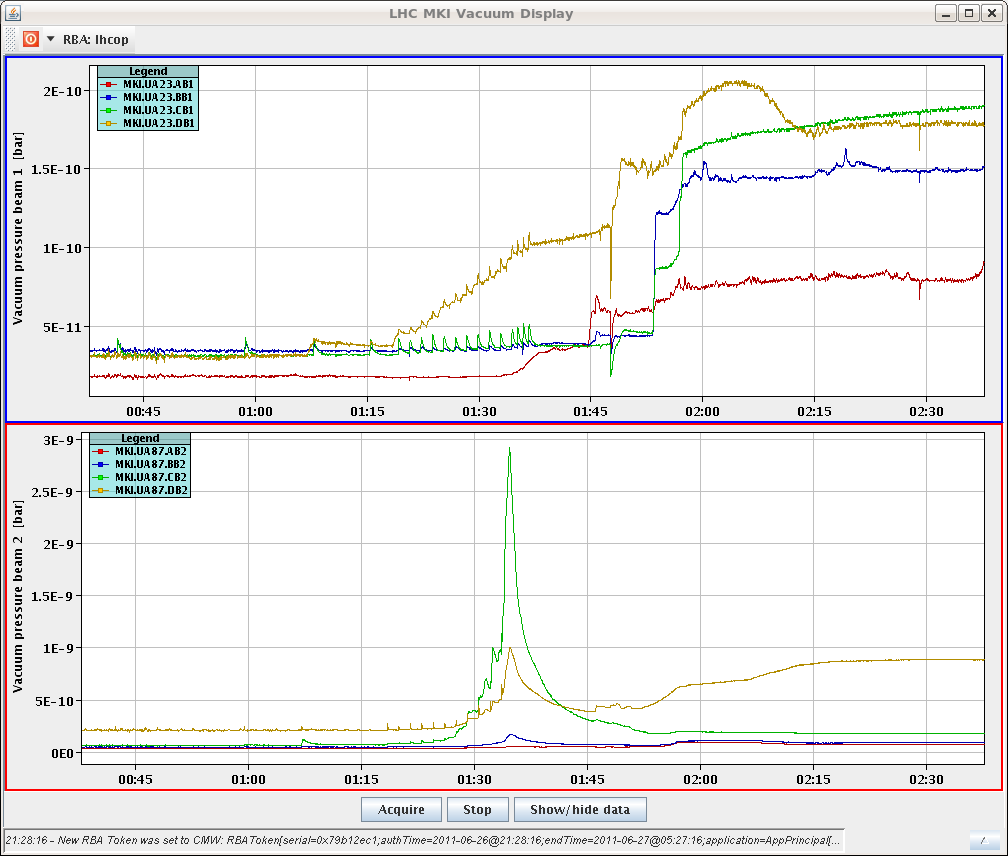 LHC MKI Vacuum Display
RBA: lhcop
Vacuum pressure beam 1 [bar]
Legend
MKI.UA23.AB1
MKI.UA23.BB1
MKI.UA23.CB1
MKI.UA23.DB1
2E-10
1.5E-10
1E-10
5E-11
00:45 01:00 01:15 01:30 01:45 02:00 02:15 02:30
Vacuum pressure beam 2 [bar]
Legend
MKI.UA87.AB2
MKI.UA87.BB2
MKI.UA87.CB2
MKI.UA87.DB2
3E-9
2.5E-9
2E-9
1.5E-9
1E-9
5E-10
0E0
00:45 01:00 01:15 01:30 01:45 02:00 02:15 02:30
Acquire Stop Show/hide data
21:28:16 - New RBA Token was set to CMW: RBAToken[serial=0x79b12ec1;authTime=2011-06-26@21:28:16;endTime=2011-06-27@05:27:16;application=AppPrincipal[...